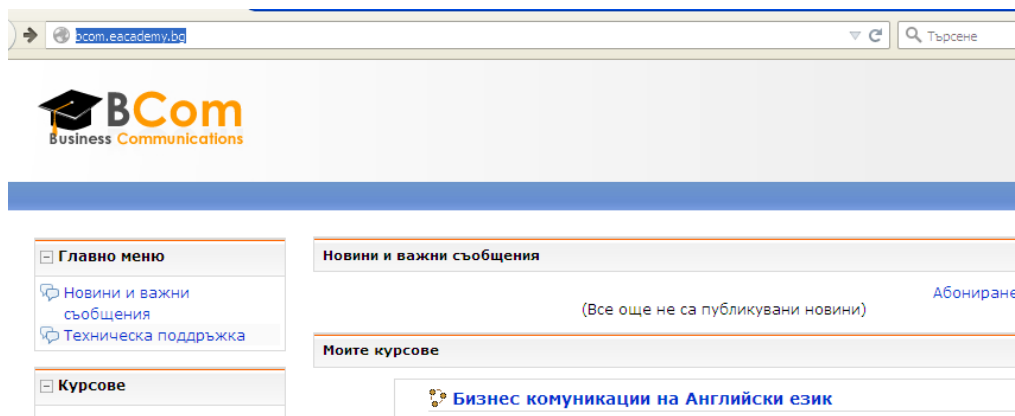 bcom.eacademy.bg
Търсене
BCom
Business Communications
Главно меню
Новини и важни
съобщения
Техническа поддръжка
Курсове
Новини и важни съобщения
Абониране
(Все още не са публикувани новини)
Моите курсове
Бизнес комуникации на Английски език